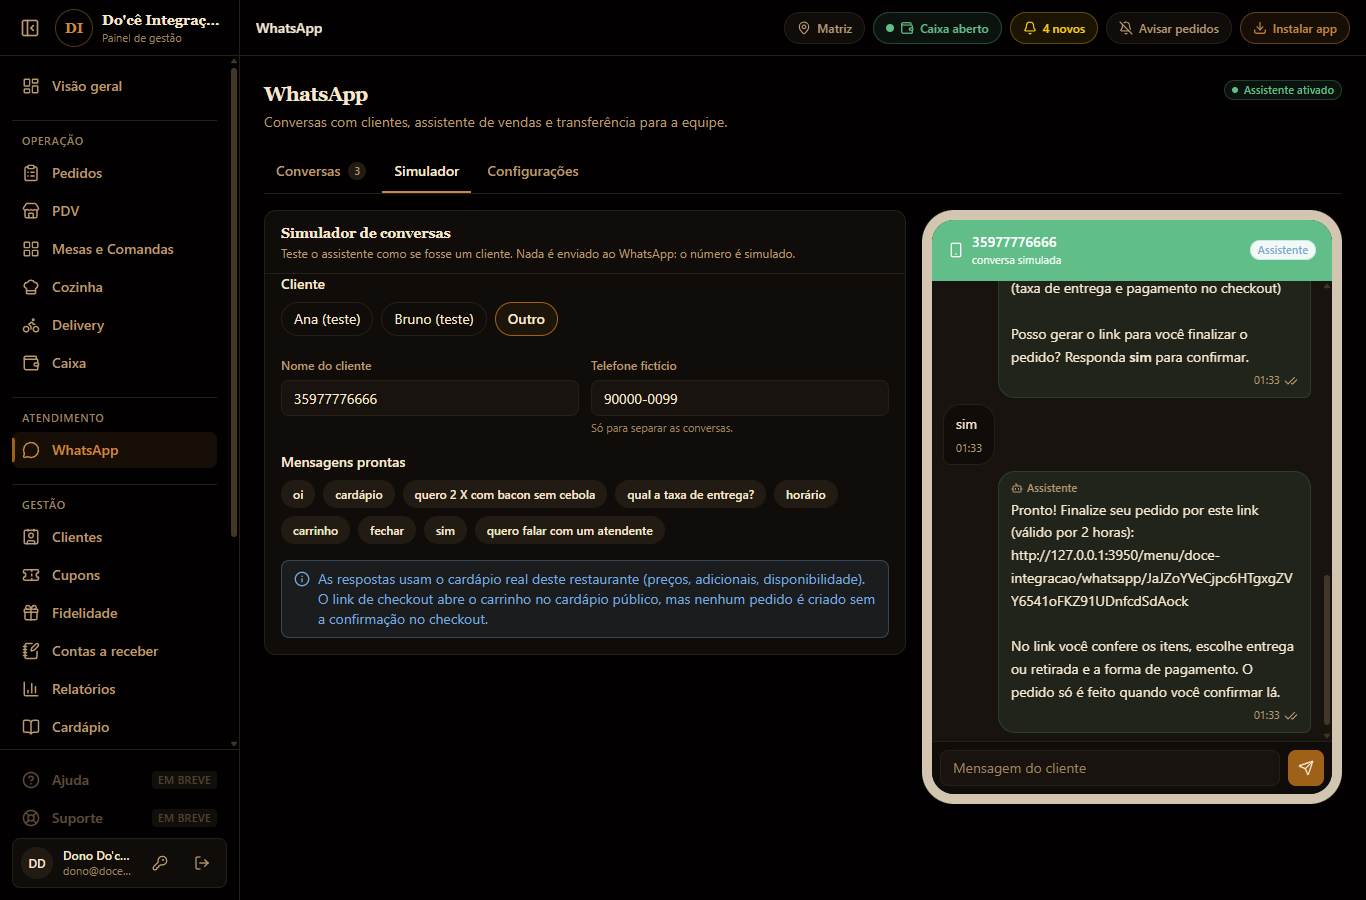 DI
Do'cê Integraç...
Painel de gestão
WhatsApp
Matriz
Caixa aberto
4 novos
Avisar pedidos
Instalar app
Visão geral
OPERAÇÃO
Pedidos
PDV
Mesas e Comandas
Cozinha
Delivery
Caixa
ATENDIMENTO
WhatsApp
GESTÃO
Clientes
Cupons
Fidelidade
Contas a receber
Relatórios
Cardápio
Ajuda
EM BREVE
Suporte
EM BREVE
DD
Dono Do'c...
dono@doce...
WhatsApp
Assistente ativado
Conversas com clientes, assistente de vendas e transferência para a equipe.
Conversas 3
Simulador
Configurações
Simulador de conversas
Teste o assistente como se fosse um cliente. Nada é enviado ao WhatsApp: o número é simulado.
Cliente
Ana (teste)
Bruno (teste)
Outro
Nome do cliente
Telefone fictício
35977776666
90000-0099
Só para separar as conversas.
Mensagens prontas
oi
cardápio
quero 2 X com bacon sem cebola
qual a taxa de entrega?
horário
carrinho
fechar
sim
quero falar com um atendente
As respostas usam o cardápio real deste restaurante (preços, adicionais, disponibilidade).
O link de checkout abre o carrinho no cardápio público, mas nenhum pedido é criado sem
a confirmação no checkout.
35977776666
conversa simulada
Assistente
(taxa de entrega e pagamento no checkout)
Posso gerar o link para você finalizar o
pedido? Responda sim para confirmar.
01:33
sim
01:33
Assistente
Pronto! Finalize seu pedido por este link
(válido por 2 horas):
http://127.0.0.1:3950/menu/doce-
integracao/whatsapp/JaJZoYVeCjpc6HTgxgZV
Y6541oFKZ91UDnfcdSdAock
No link você confere os itens, escolhe entrega
ou retirada e a forma de pagamento. O
pedido só é feito quando você confirmar lá.
01:33
Mensagem do cliente